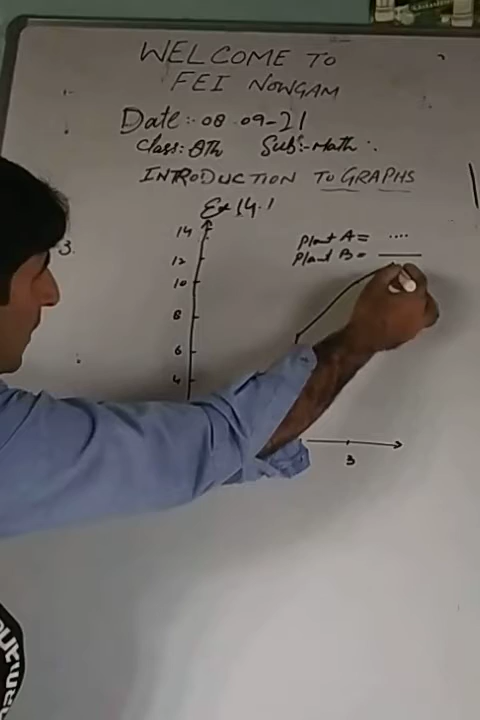 WELCOME TO
FEI NOWGAM
Date :- 08-09-21
Class: 8th Sub:- Math :.
INTRODUCTION TO GRAPHS
Ex 14.1
3.
Plant A = ....
Plant B = ―
14
12
10
8
6
4
3